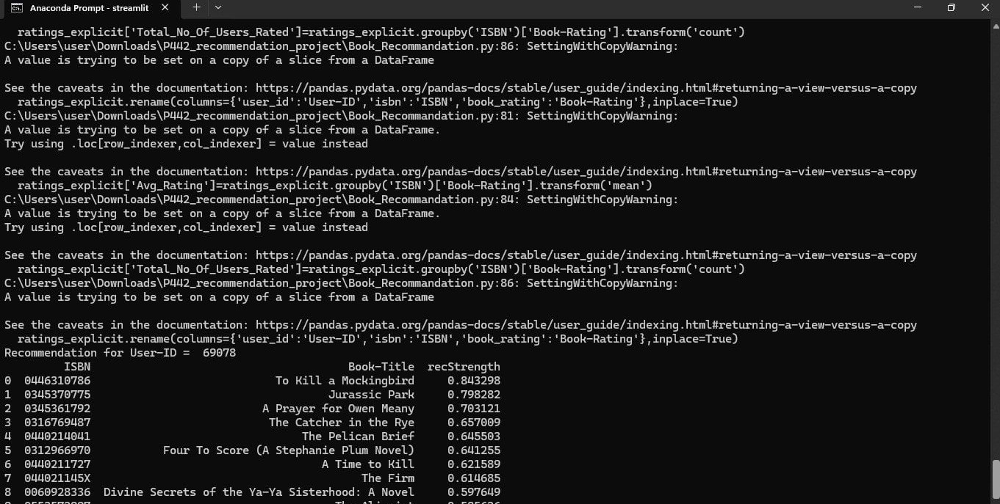 Anaconda Prompt - streamlit
ratings_explicit['Total_No_Of_Users_Rated']=ratings_explicit.groupby('ISBN')['Book-Rating'].transform('count')
C:\Users\user\Downloads\P442_recommendation_project\Book_Recommandation.py:86: SettingWithCopyWarning:
A value is trying to be set on a copy of a slice from a DataFrame

See the caveats in the documentation: https://pandas.pydata.org/pandas-docs/stable/user_guide/indexing.html#returning-a-view-versus-a-copy
ratings_explicit.rename(columns={'user_id':'User-ID','isbn':'ISBN','book_rating':'Book-Rating'},inplace=True)
C:\Users\user\Downloads\P442_recommendation_project\Book_Recommandation.py:81: SettingWithCopyWarning:
A value is trying to be set on a copy of a slice from a DataFrame.
Try using .loc[row_indexer,col_indexer] = value instead

See the caveats in the documentation: https://pandas.pydata.org/pandas-docs/stable/user_guide/indexing.html#returning-a-view-versus-a-copy
ratings_explicit['Avg_Rating']=ratings_explicit.groupby('ISBN')['Book-Rating'].transform('mean')
C:\Users\user\Downloads\P442_recommendation_project\Book_Recommandation.py:84: SettingWithCopyWarning:
A value is trying to be set on a copy of a slice from a DataFrame.
Try using .loc[row_indexer,col_indexer] = value instead

See the caveats in the documentation: https://pandas.pydata.org/pandas-docs/stable/user_guide/indexing.html#returning-a-view-versus-a-copy
ratings_explicit['Total_No_Of_Users_Rated']=ratings_explicit.groupby('ISBN')['Book-Rating'].transform('count')
C:\Users\user\Downloads\P442_recommendation_project\Book_Recommandation.py:86: SettingWithCopyWarning:
A value is trying to be set on a copy of a slice from a DataFrame

See the caveats in the documentation: https://pandas.pydata.org/pandas-docs/stable/user_guide/indexing.html#returning-a-view-versus-a-copy
ratings_explicit.rename(columns={'user_id':'User-ID','isbn':'ISBN','book_rating':'Book-Rating'},inplace=True)
Recommendation for User-ID =  69078
ISBN Book-Title recStrength
0 0446310786 To Kill a Mockingbird 0.843298
1 0345370775 Jurassic Park 0.798282
2 0345361792 A Prayer for Owen Meany 0.703121
3 0316769487 The Catcher in the Rye 0.657009
4 0440214041 The Pelican Brief 0.645503
5 0312966970 Four To Score (A Stephanie Plum Novel) 0.641255
6 0440211727 A Time to Kill 0.621589
7 044021145X The Firm 0.614685
8 0060928336 Divine Secrets of the Ya-Ya Sisterhood: A Novel 0.597649